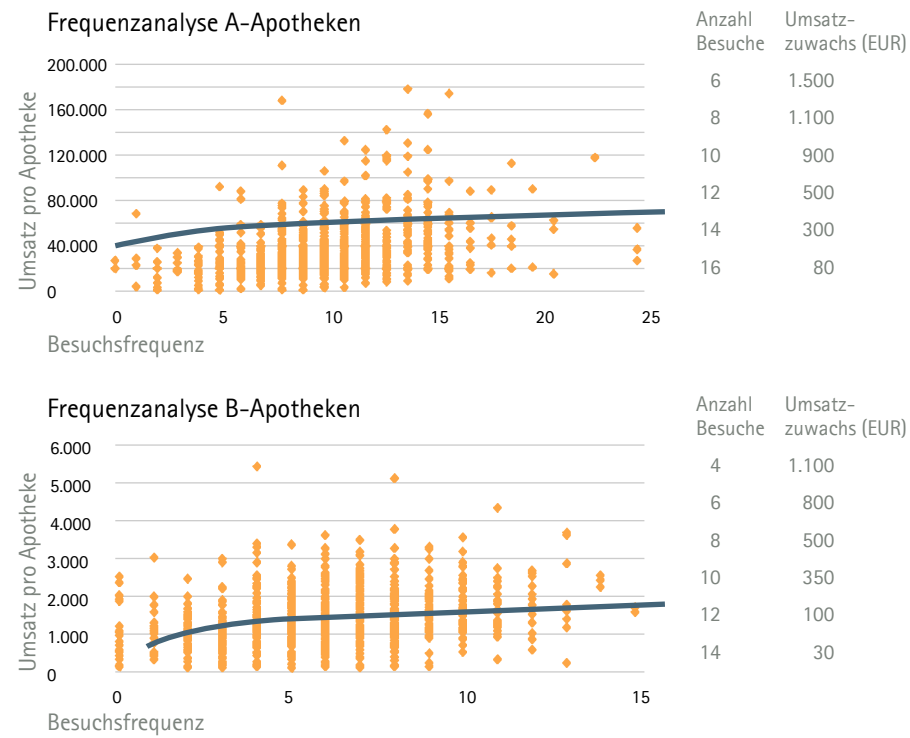 Frequenzanalyse A-Apotheken
Umsatz pro Apotheke
200.000
160.000
120.000
80.000
40.000
0
0 5 10 15 20 25
Besuchsfrequenz
Anzahl Umsatz-
Besuche zuwachs (EUR)
6 1.500
8 1.100
10 900
12 500
14 300
16 80
Frequenzanalyse B-Apotheken
Umsatz pro Apotheke
6.000
5.000
4.000
3.000
2.000
1.000
0
0 5 10 15
Besuchsfrequenz
Anzahl Umsatz-
Besuche zuwachs (EUR)
4 1.100
6 800
8 500
10 350
12 100
14 30